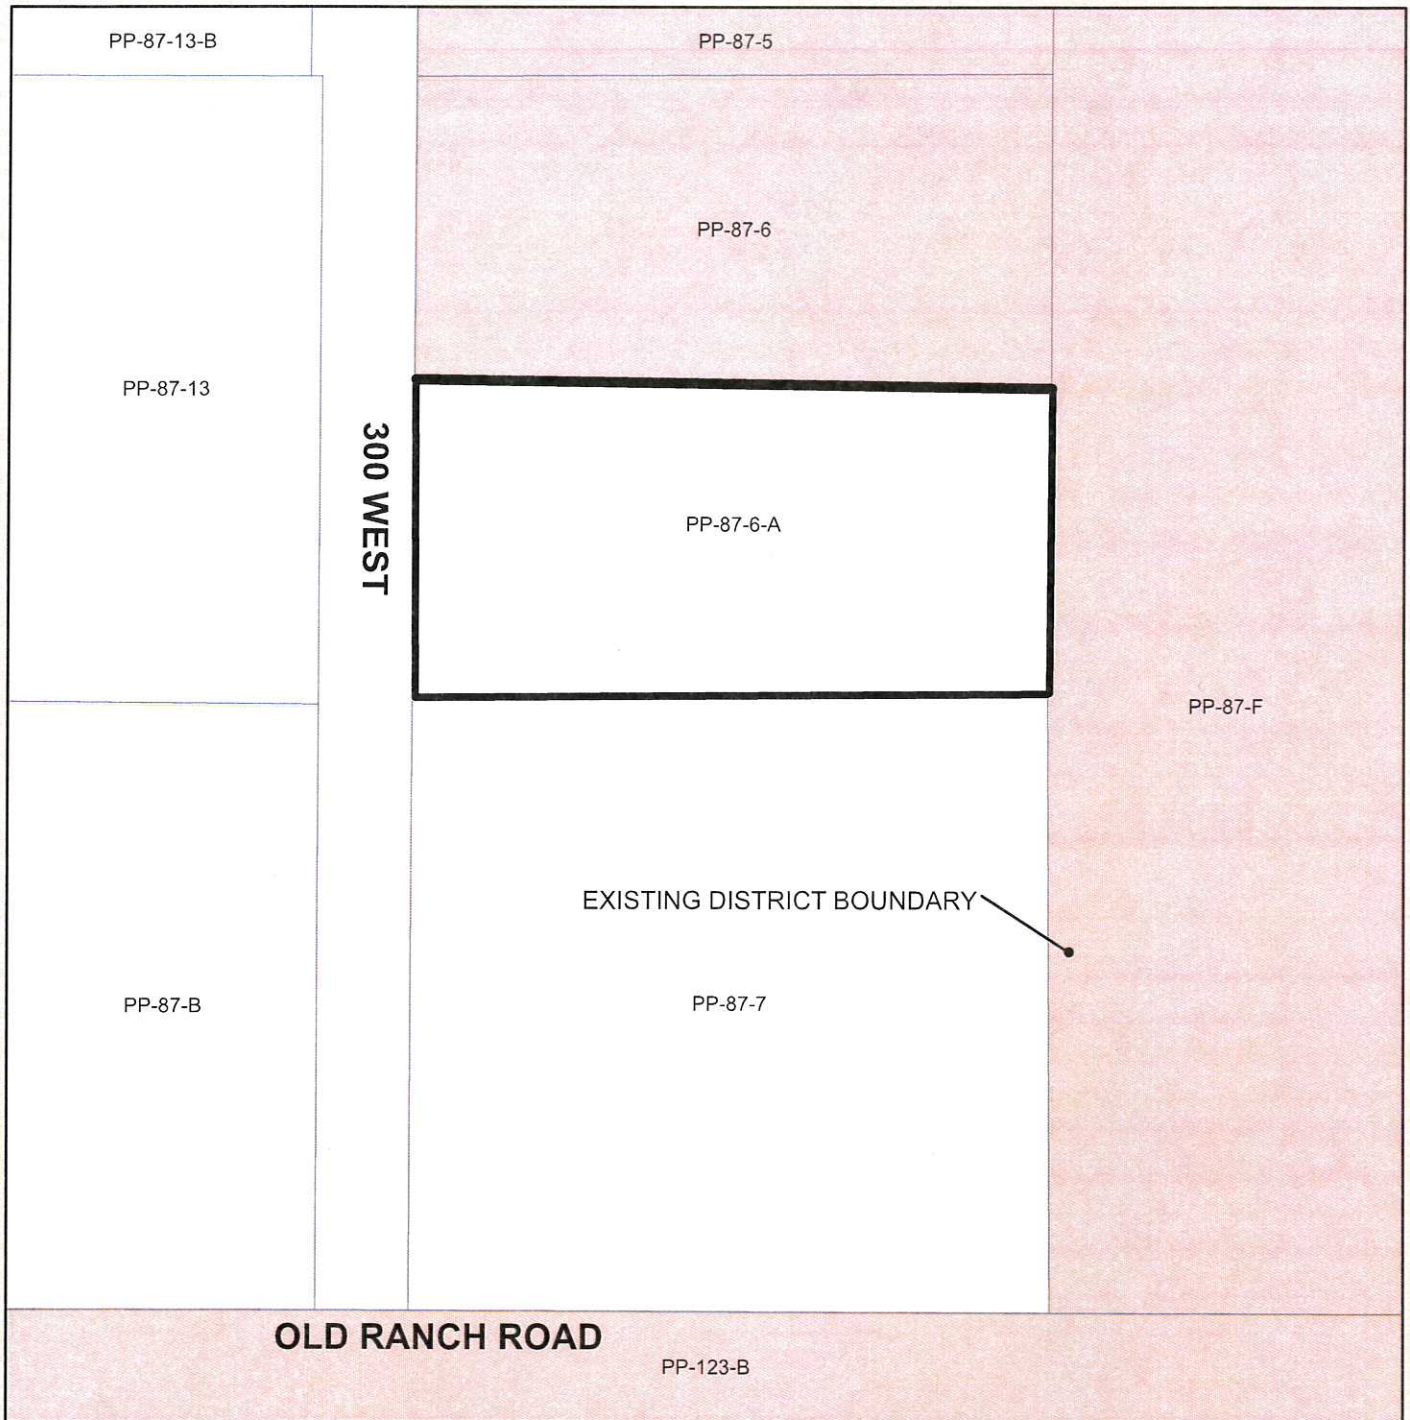 PP-87-13-B
PP-87-5
PP-87-6
PP-87-13
300 WEST
PP-87-6-A
PP-87-F
EXISTING DISTRICT BOUNDARY
PP-87-B
PP-87-7
OLD RANCH ROAD
PP-123-B